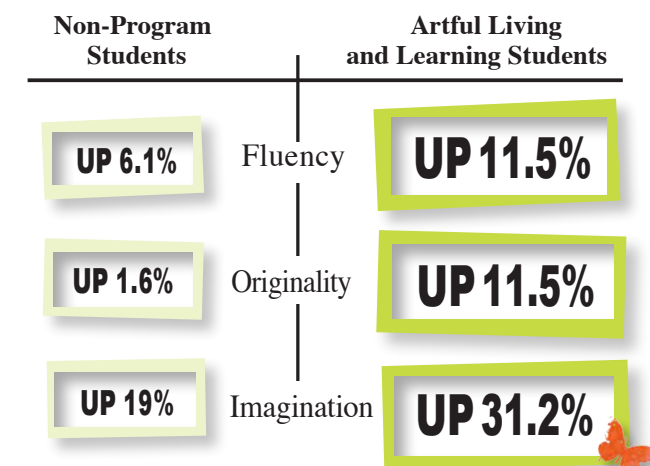 Non-Program
Students
Artful Living
and Learning Students
UP 6.1%
Fluency
UP 11.5%
UP 1.6%
Originality
UP 11.5%
UP 19%
Imagination
UP 31.2%